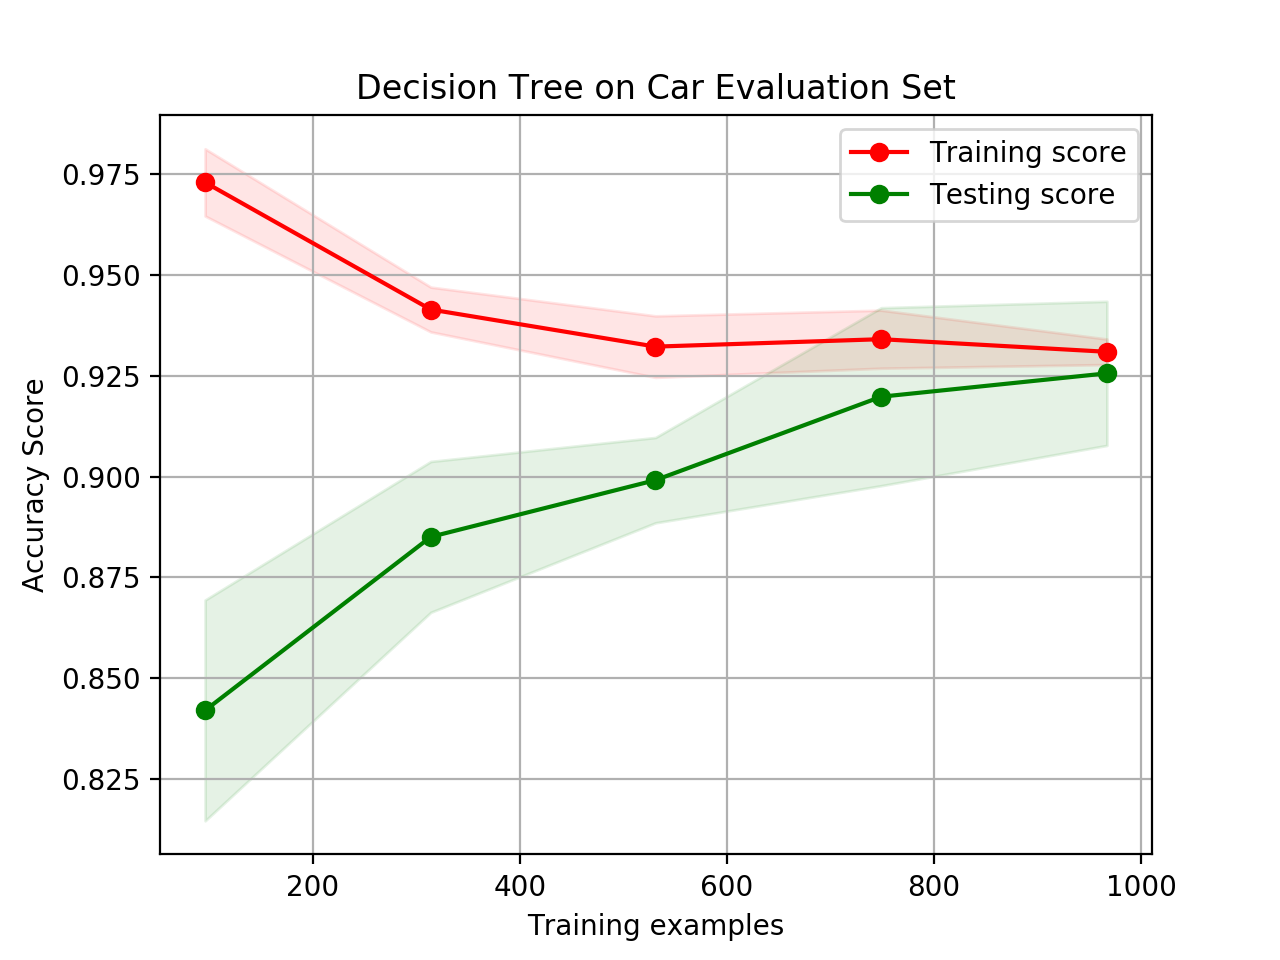 Decision Tree on Car Evaluation Set
Training score
Testing score
0.975
0.950
0.925
0.900
0.875
0.850
0.825
Accuracy Score
200 400 600 800 1000
Training examples